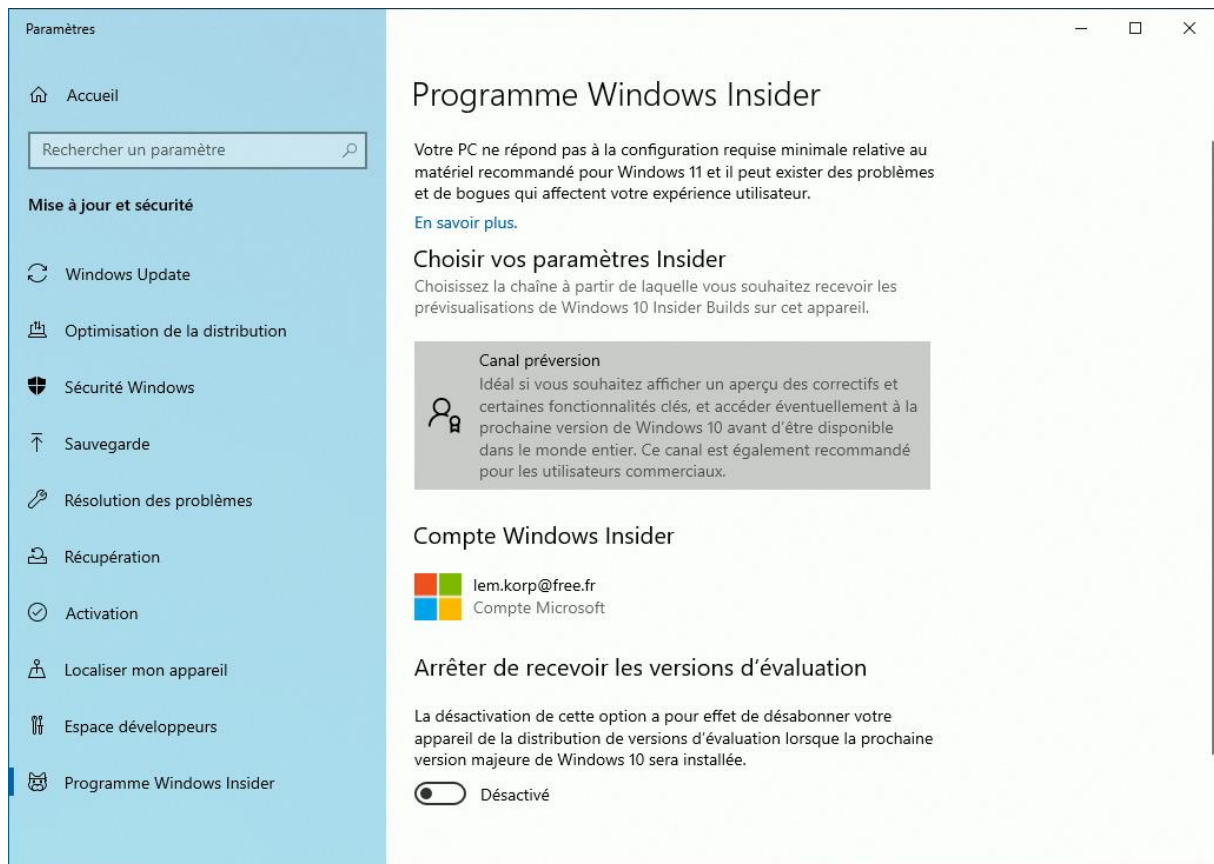 Paramètres
Accueil
Rechercher un paramètre
Mise à jour et sécurité
Windows Update
Optimisation de la distribution
Sécurité Windows
Sauvegarde
Résolution des problèmes
Récupération
Activation
Localiser mon appareil
Espace développeurs
Programme Windows Insider
Programme Windows Insider
Votre PC ne répond pas à la configuration requise minimale relative au
matériel recommandé pour Windows 11 et il peut exister des problèmes
et de bogues qui affectent votre expérience utilisateur.
En savoir plus.
Choisir vos paramètres Insider
Choisissez la chaîne à partir de laquelle vous souhaitez recevoir les
prévisualisations de Windows 10 Insider Builds sur cet appareil.
Canal préversion
Idéal si vous souhaitez afficher un aperçu des correctifs et
certaines fonctionnalités clés, et accéder éventuellement à la
prochaine version de Windows 10 avant d'être disponible
dans le monde entier. Ce canal est également recommandé
pour les utilisateurs commerciaux.
Compte Windows Insider
lem.korp@free.fr
Compte Microsoft
Arrêter de recevoir les versions d'évaluation
La désactivation de cette option a pour effet de désabonner votre
appareil de la distribution de versions d'évaluation lorsque la prochaine
version majeure de Windows 10 sera installée.
Désactivé